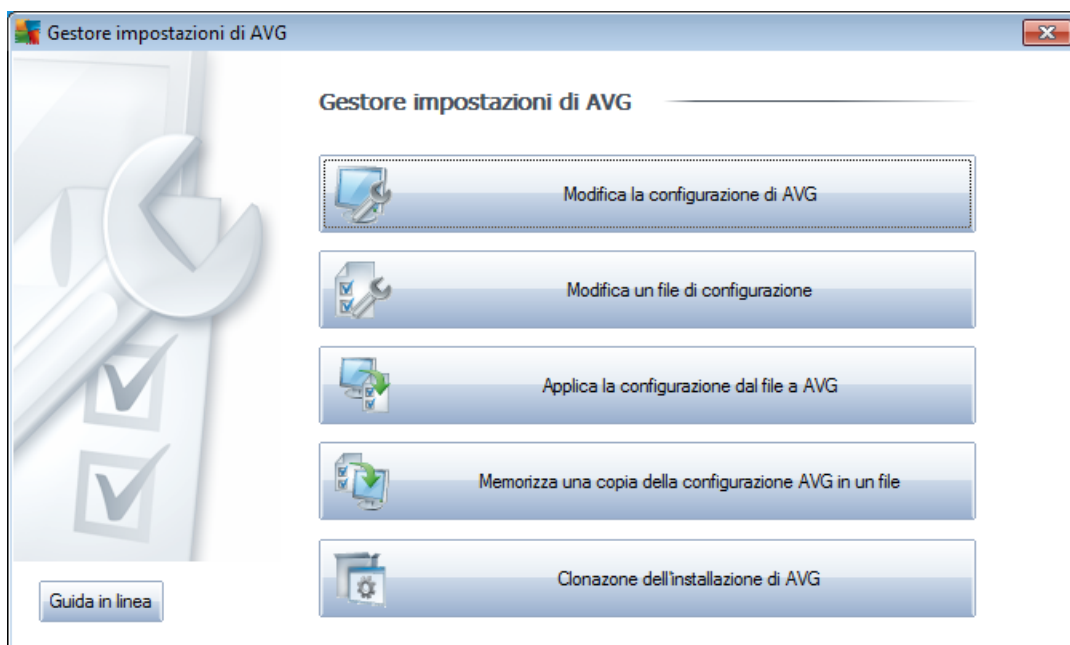 Gestore impostazioni di AVG
Gestore impostazioni di AVG
Modifica la configurazione di AVG
Modifica un file di configurazione
Applica la configurazione dal file a AVG
Memorizza una copia della configurazione AVG in un file
Clonazone dell'installazione di AVG
Guida in linea